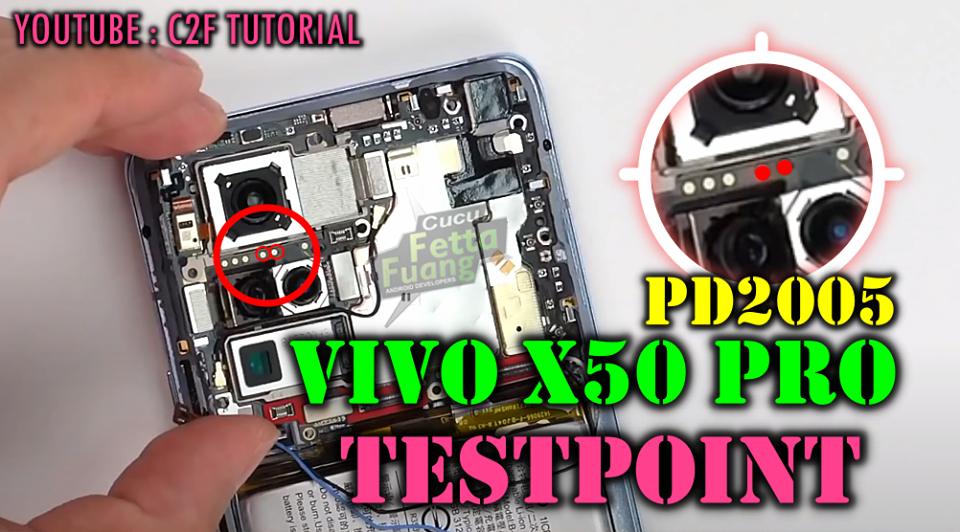 YOUTUBE : C2F TUTORIAL
Cucu
Fetta
Fuang
ANDROID DEVELOPERS
PD2005
VIVO X50 PRO
TESTPOINT